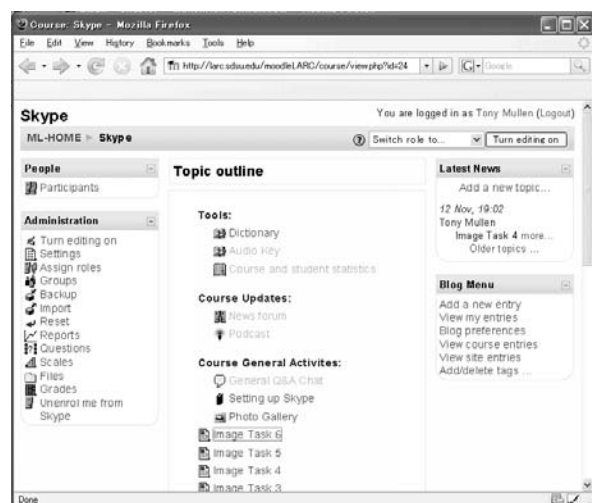 Course: Skype - Mozilla Firefox
File Edit View History Bookmarks Tools Help
http://larc.sdsu.edu/moodleLARC/course/view.php?id=24
Google
Skype
You are logged in as Tony Mullen (Logout)
ML-HOME Skype
Switch role to...
Turn editing on
People
Participants
Administration
Turn editing on
Settings
Assign roles
Groups
Backup
Import
Reset
Reports
Questions
Scales
Files
Grades
Unenrol me from
Skype
Topic outline
Tools:
Dictionary
Audio Key
Course and student statistics
Course Updates:
News forum
Podcast
Course General Activites:
General Q&A Chat
Setting up Skype
Photo Gallery
Image Task 6
Image Task 5
Image Task 4
Image Task 3
Latest News
Add a new topic...
12 Nov, 19:02
Tony Mullen
Image Task 4 more...
Older topics ...
Blog Menu
Add a new entry
View my entries
Blog preferences
View course entries
View site entries
Add/delete tags ...
Done